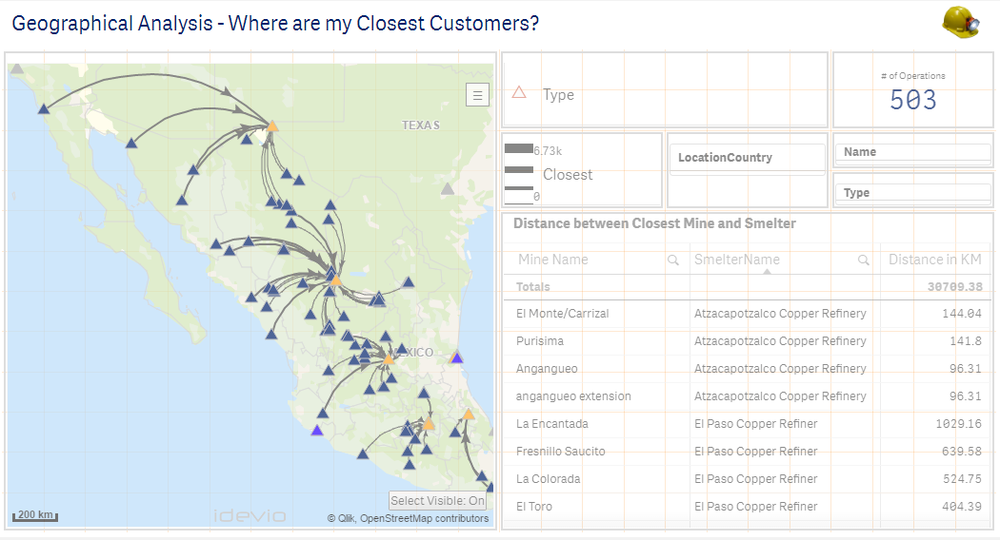 Geographical Analysis - Where are my Closest Customers?
TEXAS
MEXICO
Select Visible: On
200 km
idevio
© Qlik, OpenStreetMap contributors
Type
# of Operations
503
6.73k
Closest
0
LocationCountry
Name
Type
Distance between Closest Mine and Smelter
Mine Name SmelterName Distance in KM
Totals 30709.38
El Monte/Carrizal Atzacapotzalco Copper Refinery 144.04
Purisima Atzacapotzalco Copper Refinery 141.8
Angangueo Atzacapotzalco Copper Refinery 96.31
angangueo extension Atzacapotzalco Copper Refinery 96.31
La Encantada El Paso Copper Refiner 1029.16
Fresnillo Saucito El Paso Copper Refiner 639.58
La Colorada El Paso Copper Refiner 524.75
El Toro El Paso Copper Refiner 404.39